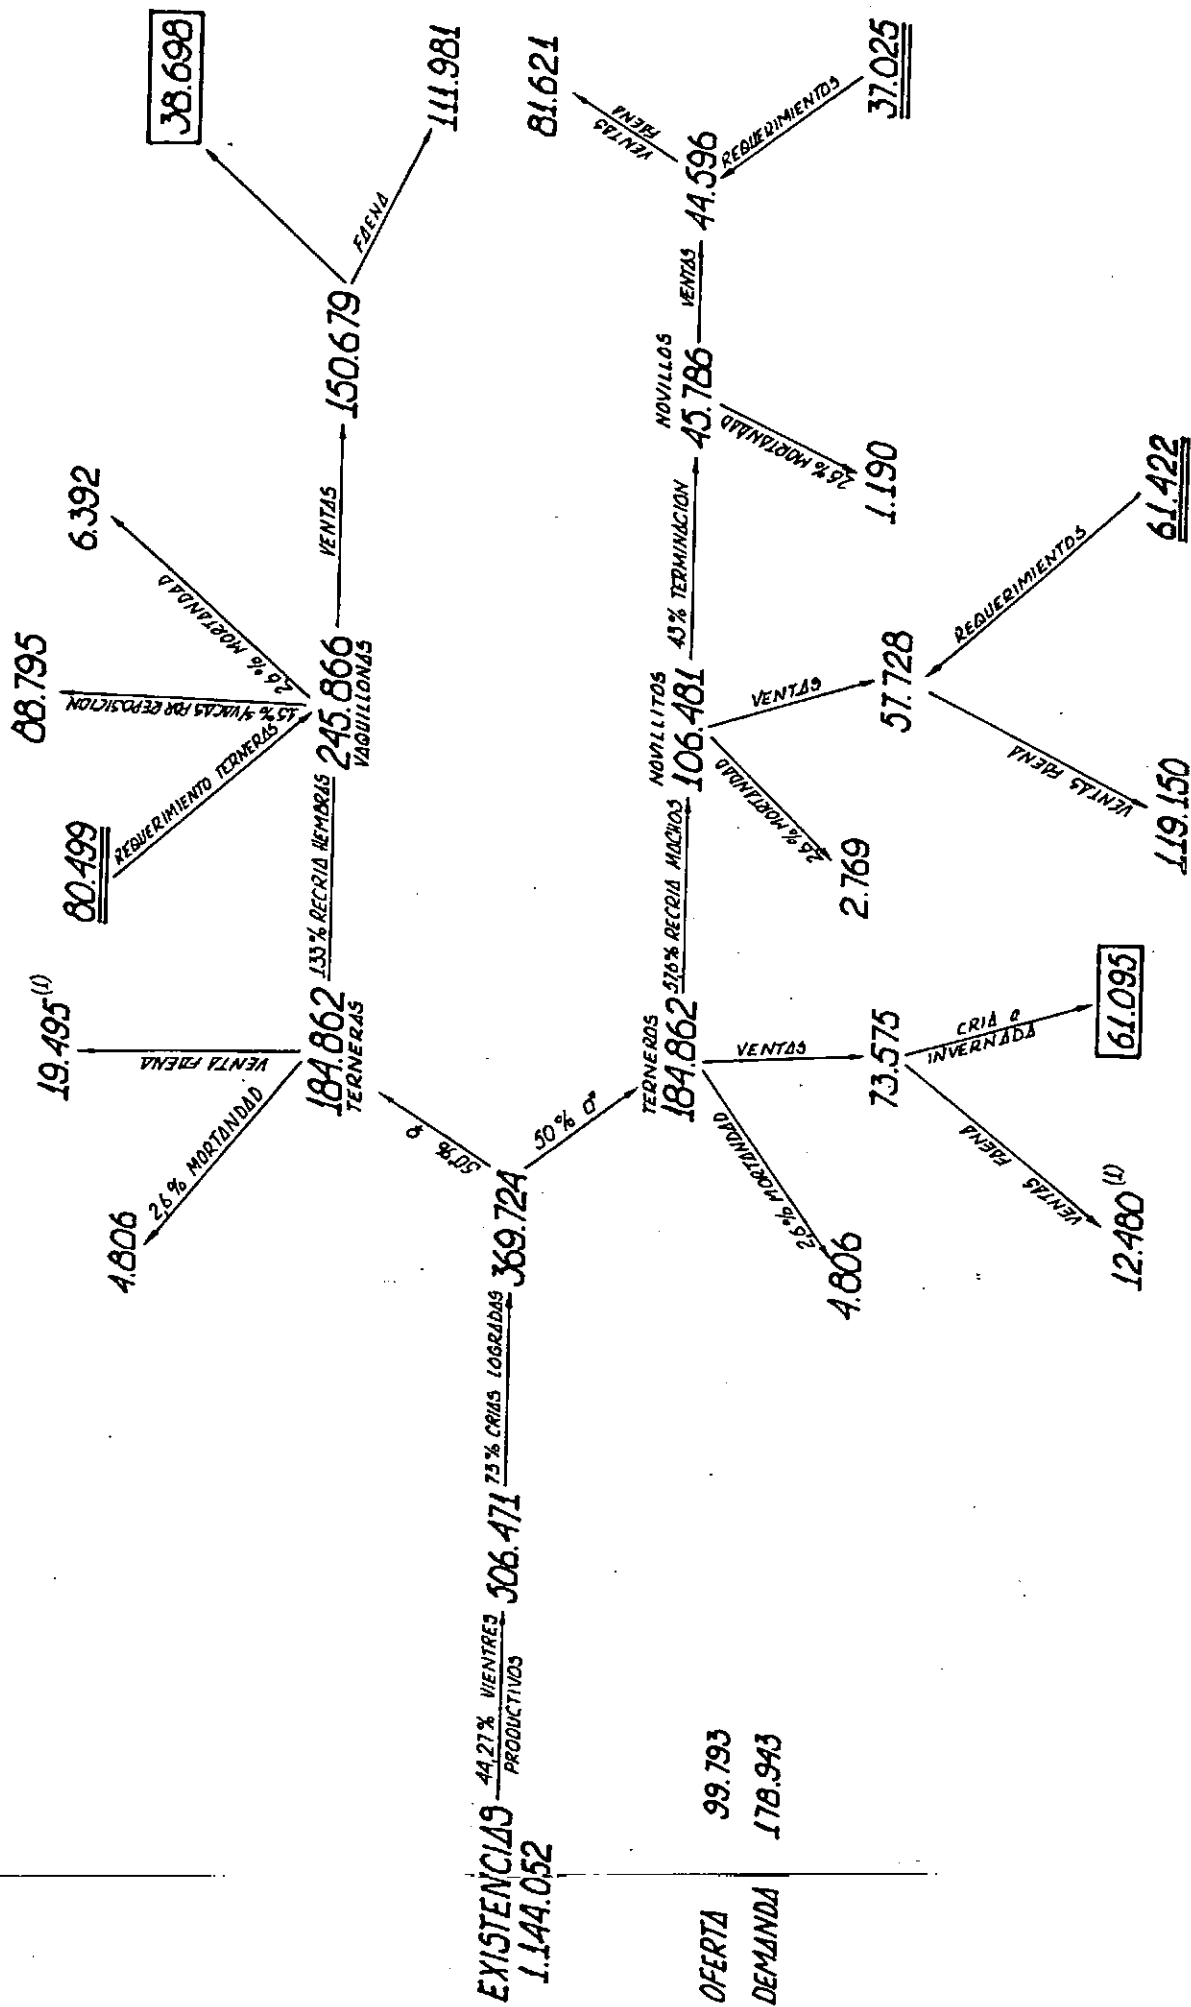 EXISTENCIAS
1.144.052
44,27% VIENTRES
PRODUCTIVOS
506.471
73% CRIAS LOGRADAS
369.724
50% ♀
50% ♂
4.806
2,6% MORTANDAD
19.495 (1)
VENTA FAENA
184.862
TERNERAS
133% RECRIA HEMBRAS
80.499
REQUERIMIENTO TERNERAS
88.795
15% S/VACAS POR REPOSICION
6.392
2,6% MORTANDAD
245.866
VAQUILLONAS
VENTAS
150.679
38.698
FAENA
111.981
TERNEROS
184.862
2,6% MORTANDAD
4.806
VENTAS
73.575
VENTAS FAENA
12.480 (1)
CRIA a
INVERNADA
61.095
57,6% RECRIA MACHOS
NOVILLITOS
106.481
2,6% MORTANDAD
2.769
VENTAS
57.728
VENTAS FAENA
119.150
REQUERIMIENTOS
61.422
43% TERMINACION
NOVILLOS
45.786
2,6% MORTANDAD
1.190
VENTAS
44.596
VENTAS
FAENA
81.621
REQUERIMIENTOS
37.025
OFERTA 99.793
DEMANDA 178.943